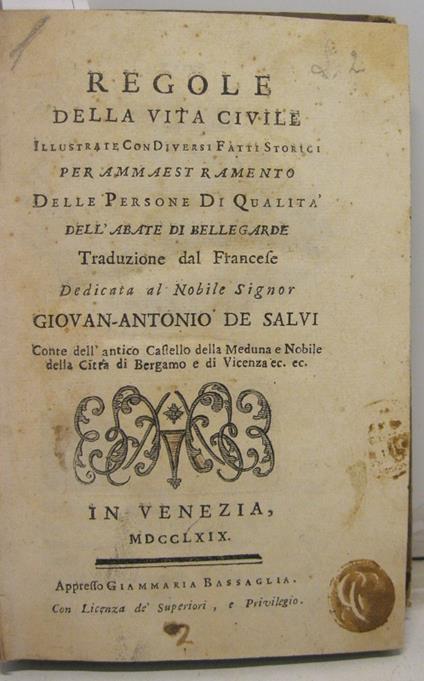 L. 2
REGOLE
DELLA VITA CIVILE
ILLUSTRATE CON DIVERSI FATTI STORICI
PER AMMAESTRAMENTO
DELLE PERSONE DI QUALITA'
DELL'ABATE DI BELLEGARDE
Traduzione dal Francese
Dedicata al Nobile Signor
GIOVAN-ANTONIO DE SALVI
Conte dell' antico Castello della Meduna e Nobile
della Città di Bergamo e di Vicenza ec. ec.
IN VENEZIA,
MDCCLXIX.
Appresso GIAMMARIA BASSAGLIA.
Con Licenza de' Superiori, e Privilegio.
2